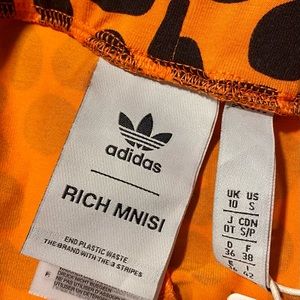 adidas
RICH MNISI
END PLASTIC WASTE
THE BRAND WITH THE 3 STRIPES
UK US
10 S
J CDN
OT S/P
D F
36 38
E I
42